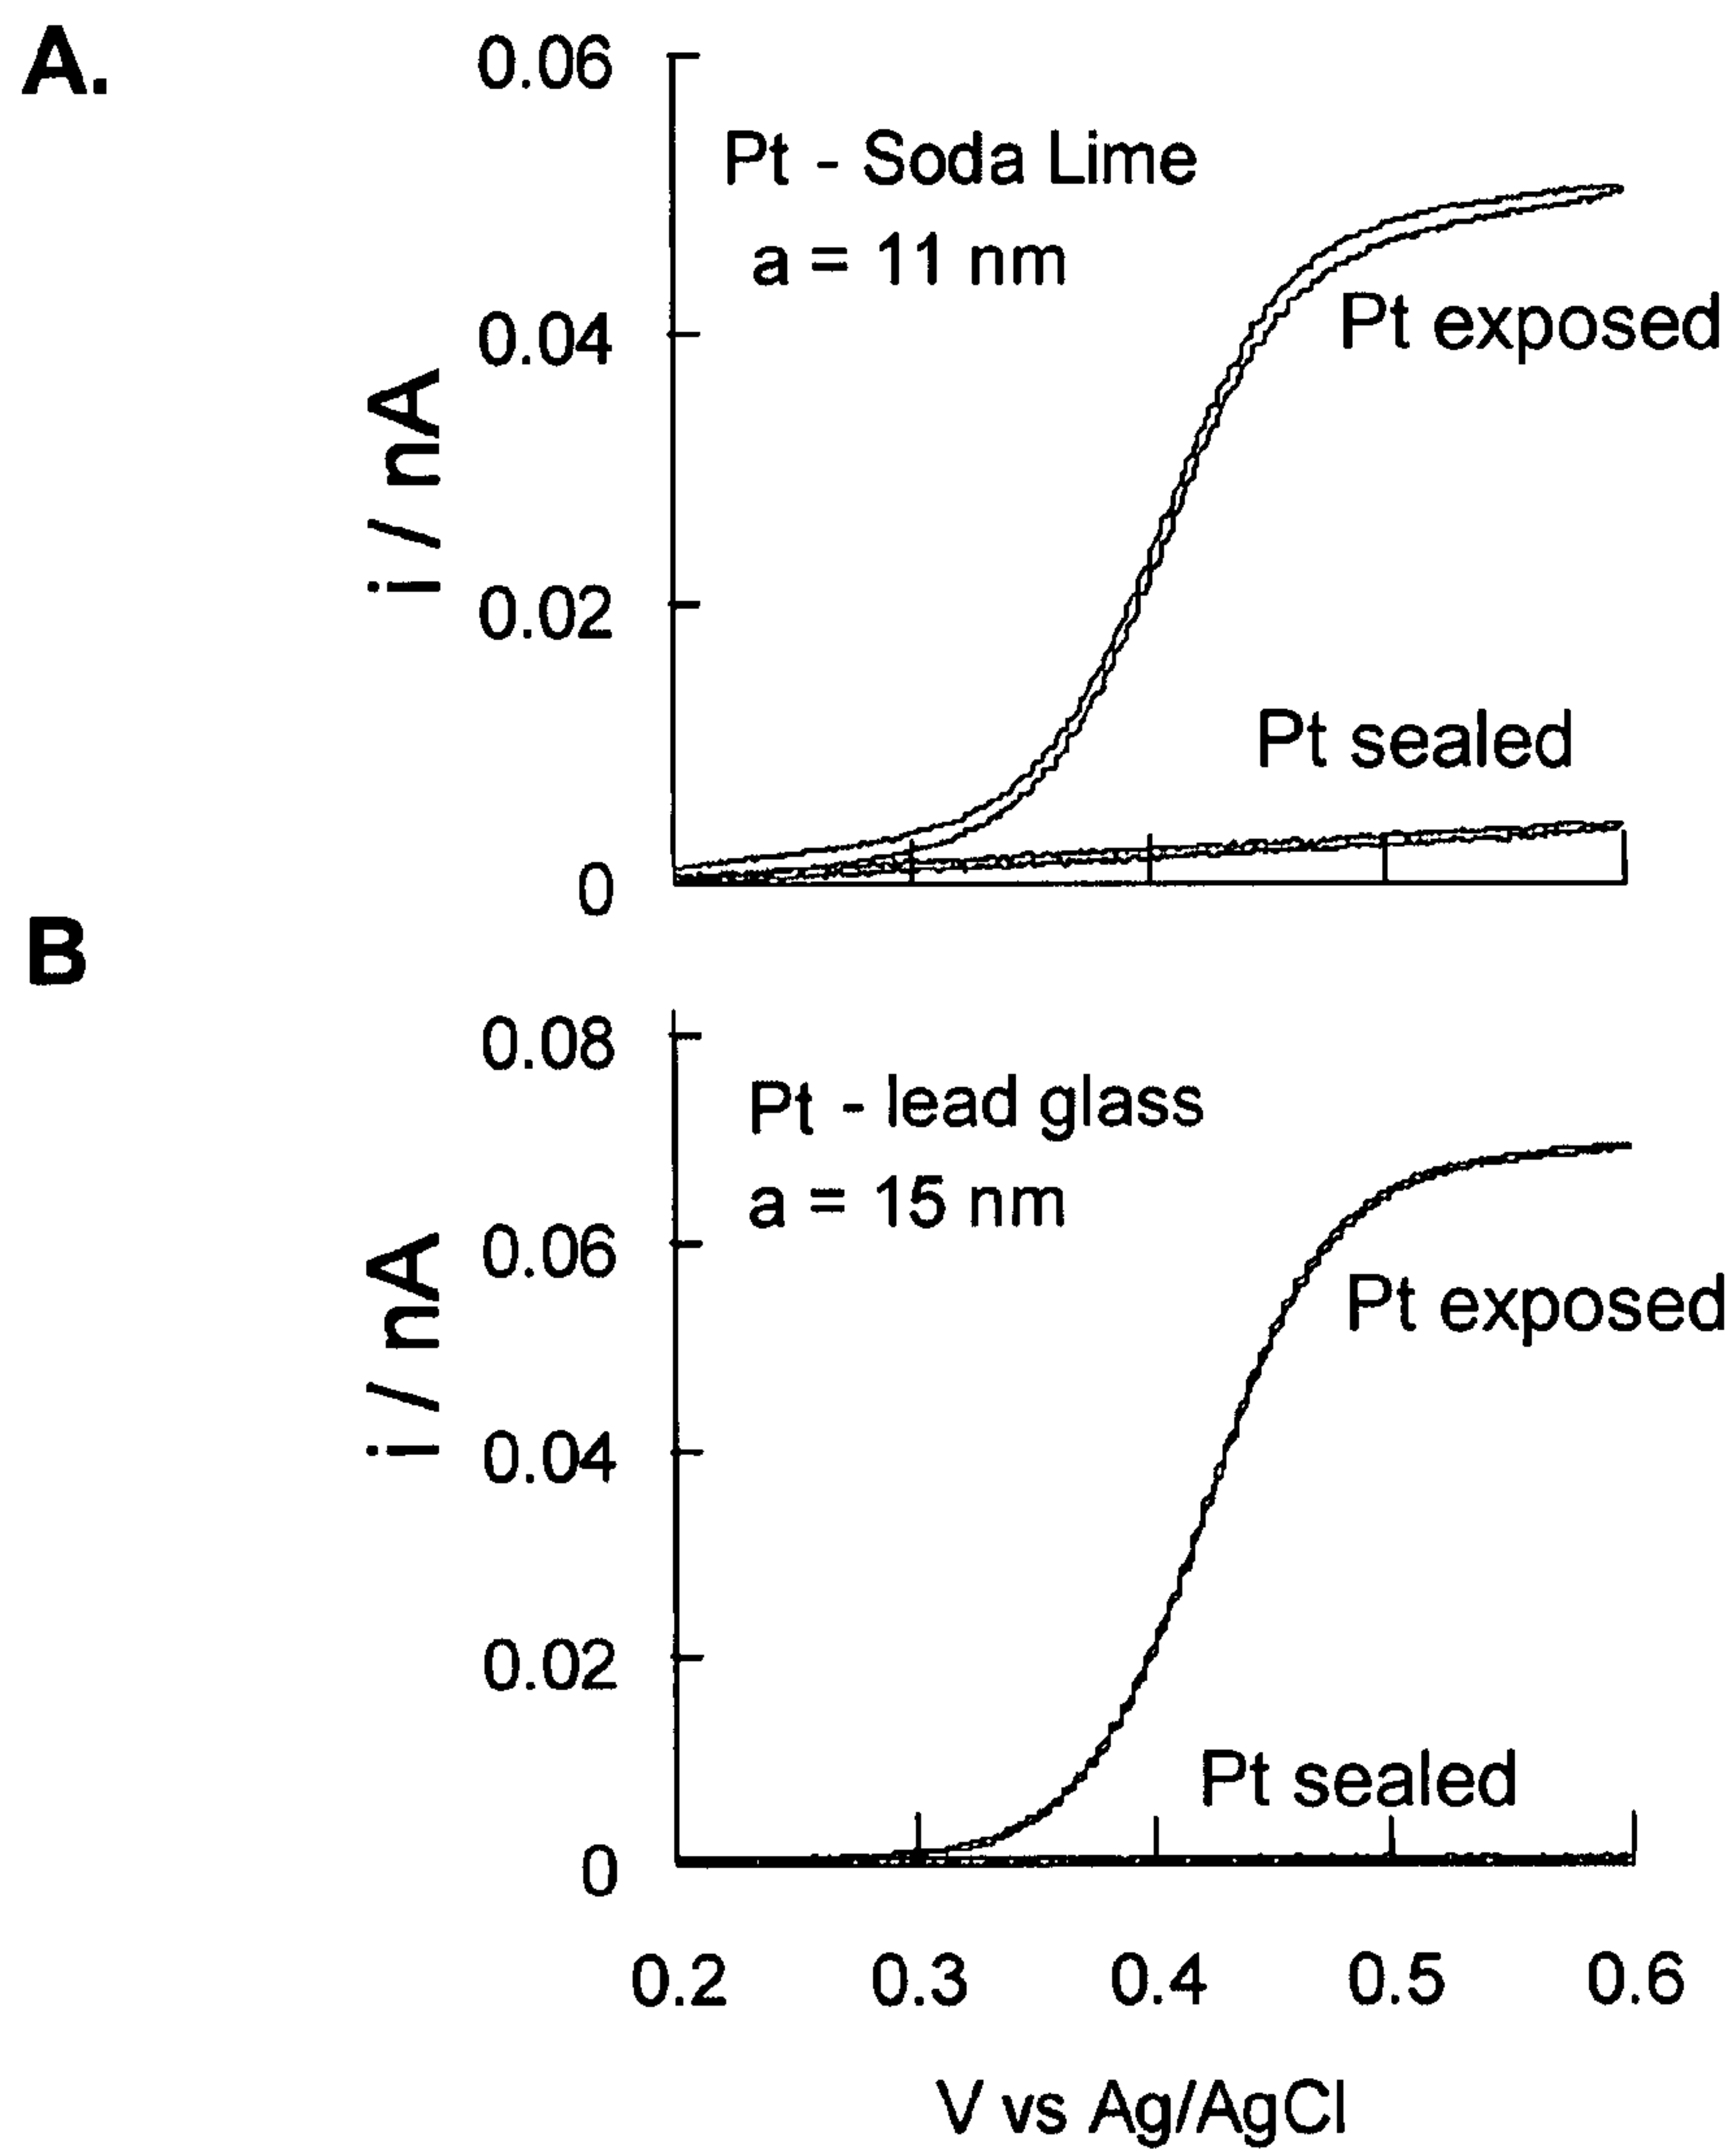 A.
0.06
Pt - Soda Lime
a = 11 nm
Pt exposed
0.04
i / nA
0.02
Pt sealed
0
B
0.08
Pt - lead glass
a = 15 nm
0.06
Pt exposed
i / nA
0.04
0.02
Pt sealed
0
0.2 0.3 0.4 0.5 0.6
V vs Ag/AgCl